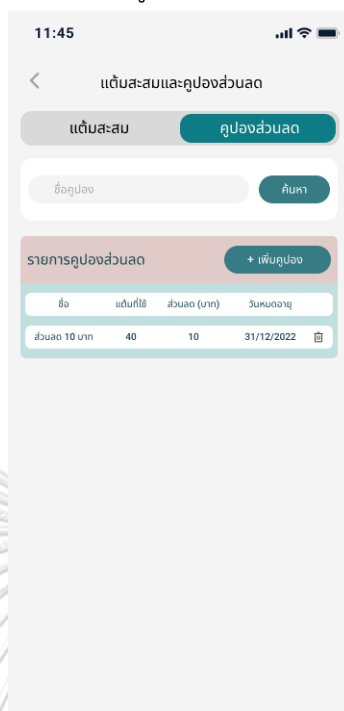 11:45
แต้มสะสมและคูปองส่วนลด
แต้มสะสม คูปองส่วนลด
ชื่อคูปอง ค้นหา
รายการคูปองส่วนลด + เพิ่มคูปอง
ชื่อ แต้มที่ใช้ ส่วนลด (บาท) วันหมดอายุ
ส่วนลด 10 บาท 40 10 31/12/2022